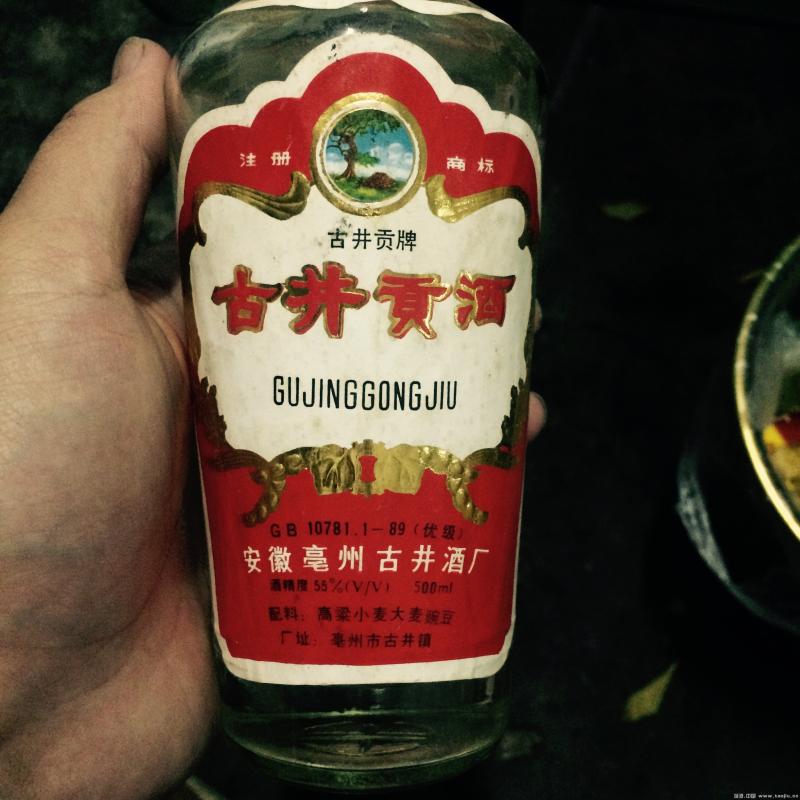 注册 商标
古井贡牌
古井贡酒
GUJINGGONGJIU
GB 10781.1-89(优级)
安徽亳州古井酒厂
酒精度 55%(V/V) 500ml
配料:高粱小麦大麦豌豆
厂址:亳州市古井镇